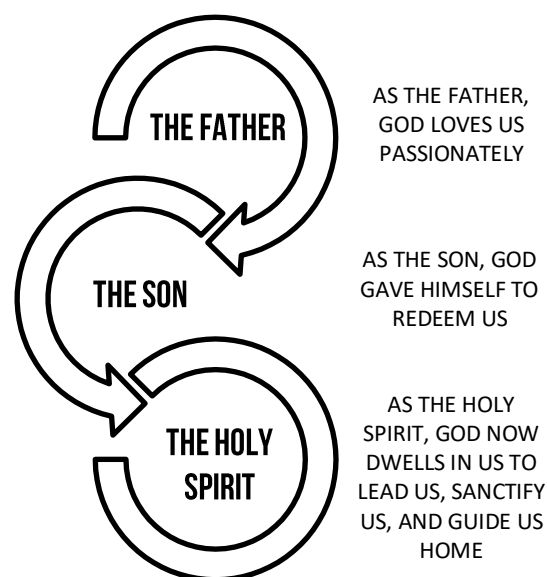 THE FATHER
AS THE FATHER,
GOD LOVES US
PASSIONATELY
THE SON
AS THE SON, GOD
GAVE HIMSELF TO
REDEEM US
THE HOLY
SPIRIT
AS THE HOLY
SPIRIT, GOD NOW
DWELLS IN US TO
LEAD US, SANCTIFY
US, AND GUIDE US
HOME